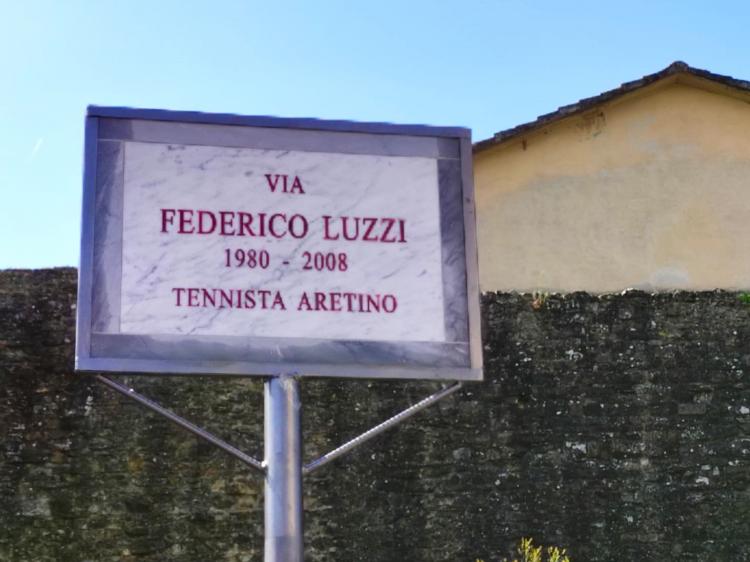 VIA
FEDERICO LUZZI
1980 - 2008
TENNISTA ARETINO